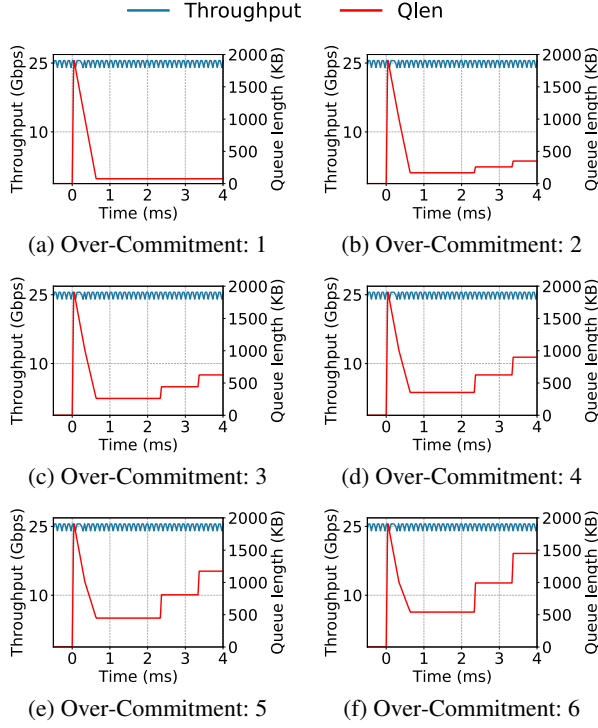 Throughput Qlen
25
10
Throughput (Gbps)
2000
1500
1000
500
0
Queue length (KB)
0 1 2 3 4
Time (ms)
(a) Over-Commitment: 1
25
10
Throughput (Gbps)
2000
1500
1000
500
0
Queue length (KB)
0 1 2 3 4
Time (ms)
(b) Over-Commitment: 2
25
10
Throughput (Gbps)
2000
1500
1000
500
0
Queue length (KB)
0 1 2 3 4
Time (ms)
(c) Over-Commitment: 3
25
10
Throughput (Gbps)
2000
1500
1000
500
0
Queue length (KB)
0 1 2 3 4
Time (ms)
(d) Over-Commitment: 4
25
10
Throughput (Gbps)
2000
1500
1000
500
0
Queue length (KB)
0 1 2 3 4
Time (ms)
(e) Over-Commitment: 5
25
10
Throughput (Gbps)
2000
1500
1000
500
0
Queue length (KB)
0 1 2 3 4
Time (ms)
(f) Over-Commitment: 6